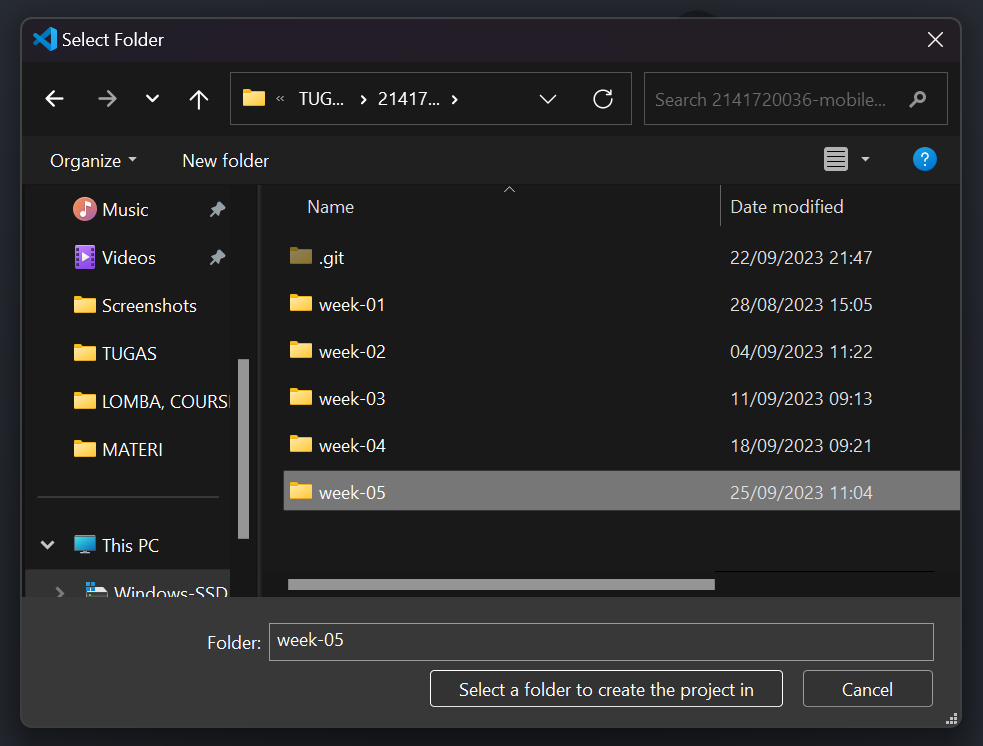 Select Folder
« TUG... > 21417... >
Search 2141720036-mobile...
Organize
New folder
Music
Videos
Screenshots
TUGAS
LOMBA, COURS
MATERI
This PC
Windows-SSD
Name Date modified
.git 22/09/2023 21:47
week-01 28/08/2023 15:05
week-02 04/09/2023 11:22
week-03 11/09/2023 09:13
week-04 18/09/2023 09:21
week-05 25/09/2023 11:04
Folder: week-05
Select a folder to create the project in
Cancel